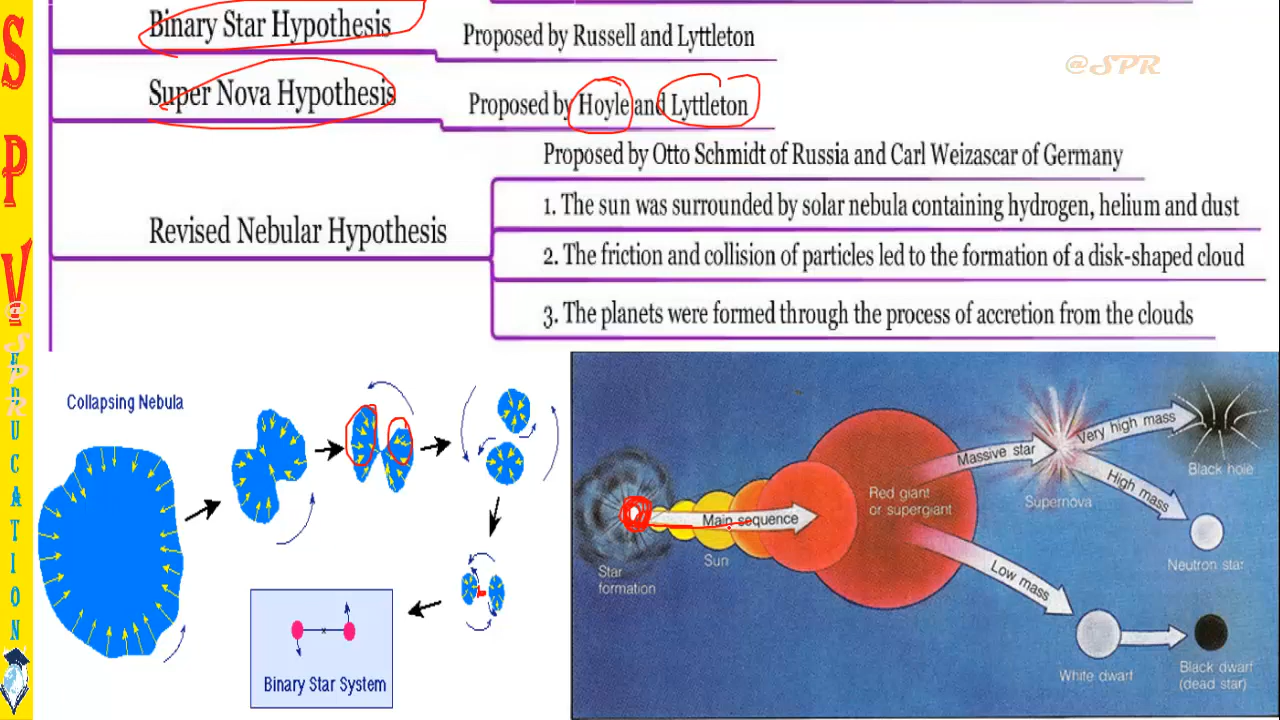 Binary Star Hypothesis
Proposed by Russell and Lyttleton
@SPR
Super Nova Hypothesis
Proposed by Hoyle and Lyttleton
Proposed by Otto Schmidt of Russia and Carl Weizascar of Germany
Revised Nebular Hypothesis
1. The sun was surrounded by solar nebula containing hydrogen, helium and dust
2. The friction and collision of particles led to the formation of a disk-shaped cloud
3. The planets were formed through the process of accretion from the clouds
S P V
@SPR
EDUCATION
Collapsing Nebula
Binary Star System
Star
formation
Sun
Main sequence
Red giant
or supergiant
Massive star
Supernova
Very high mass
Black hole
High mass
Neutron star
Low mass
White dwarf
Black dwarf
(dead star)